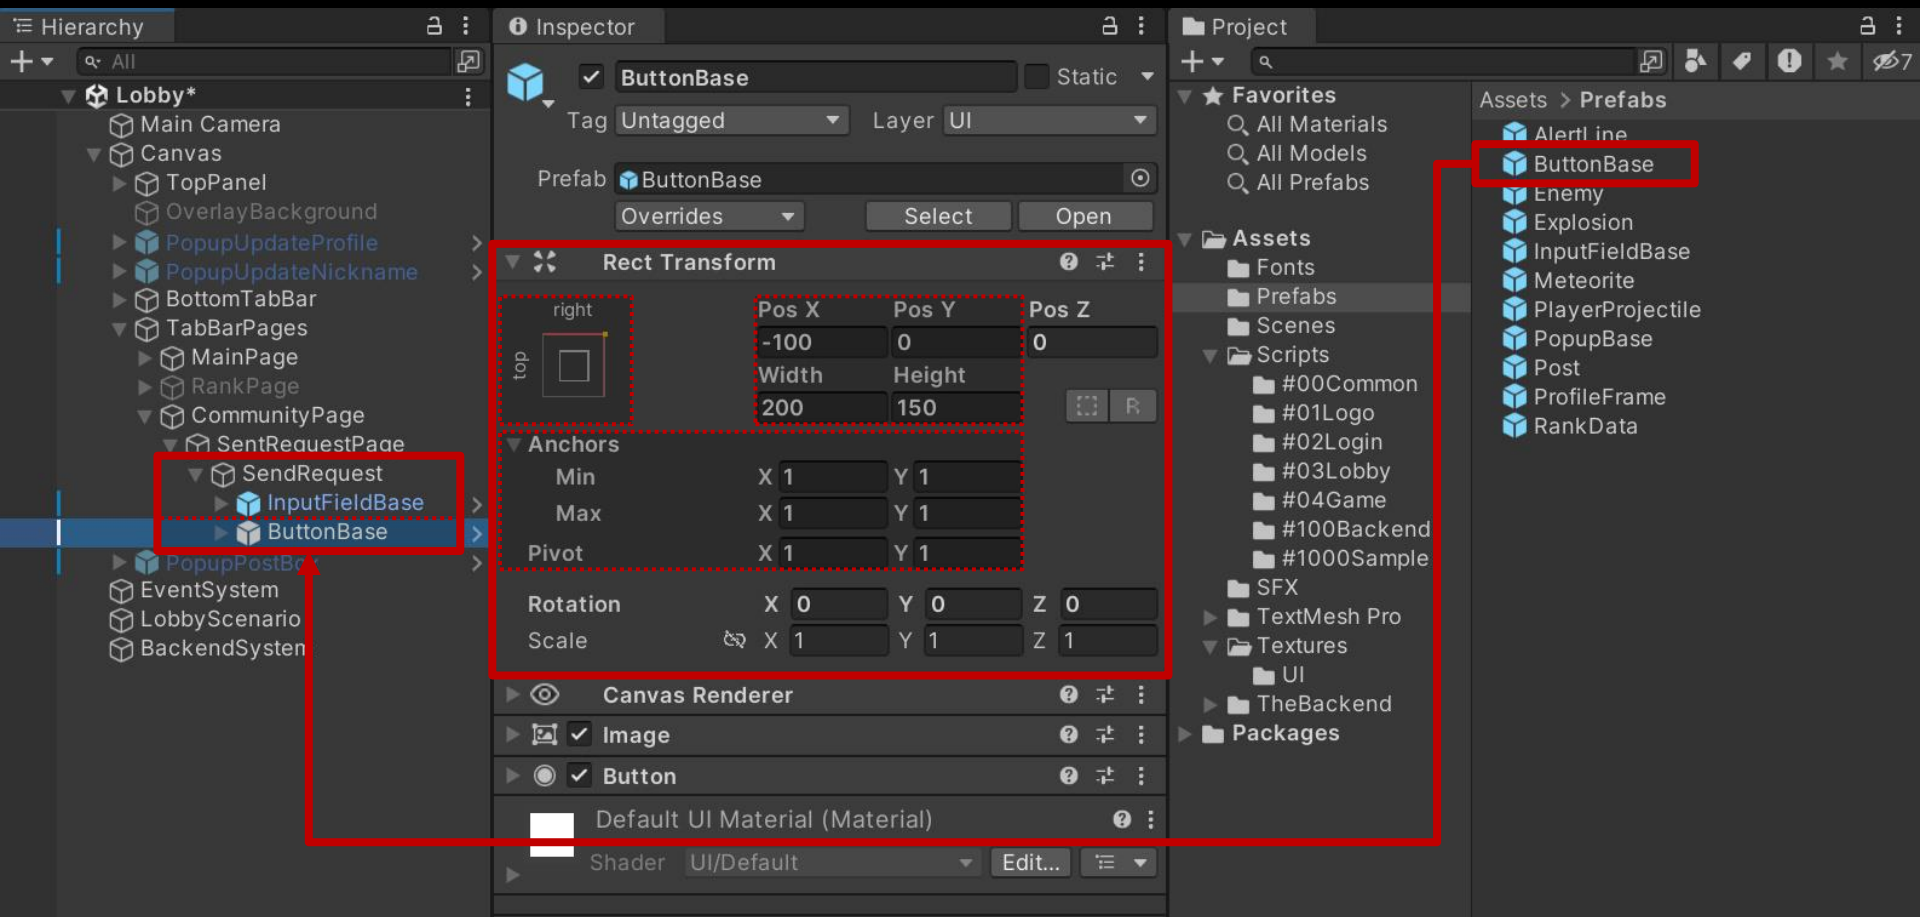 Hierarchy
All
Lobby*
Main Camera
Canvas
TopPanel
OverlayBackground
PopupUpdateProfile
PopupUpdateNickname
BottomTabBar
TabBarPages
MainPage
RankPage
CommunityPage
SentRequestPage
SendRequest
InputFieldBase
ButtonBase
PopupPostBox
EventSystem
LobbyScenario
BackendSystem
Inspector
ButtonBase
Static
Tag Untagged Layer UI
Prefab ButtonBase
Overrides Select Open
Rect Transform
right
top
Pos X Pos Y Pos Z
-100 0 0
Width Height
200 150
R
Anchors
Min X 1 Y 1
Max X 1 Y 1
Pivot X 1 Y 1
Rotation X 0 Y 0 Z 0
Scale X 1 Y 1 Z 1
Canvas Renderer
Image
Button
Default UI Material (Material)
Shader UI/Default Edit...
Project
7
Favorites
All Materials
All Models
All Prefabs
Assets
Fonts
Prefabs
Scenes
Scripts
#00Common
#01Logo
#02Login
#03Lobby
#04Game
#100Backend
#1000Sample
SFX
TextMesh Pro
Textures
UI
TheBackend
Packages
Assets > Prefabs
AlertLine
ButtonBase
Enemy
Explosion
InputFieldBase
Meteorite
PlayerProjectile
PopupBase
Post
ProfileFrame
RankData